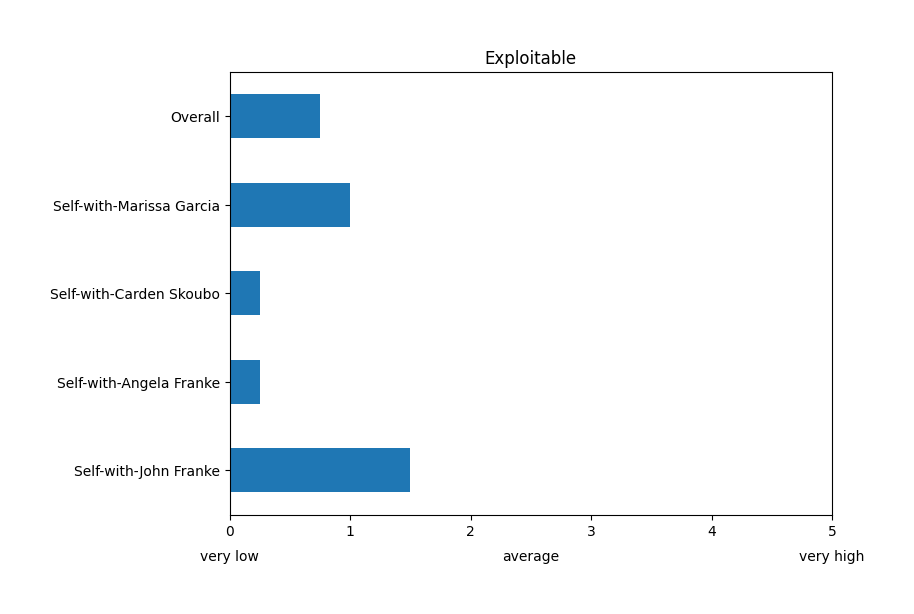 Exploitable
Overall
Self-with-Marissa Garcia
Self-with-Carden Skoubo
Self-with-Angela Franke
Self-with-John Franke
0 1 2 3 4 5
very low average very high